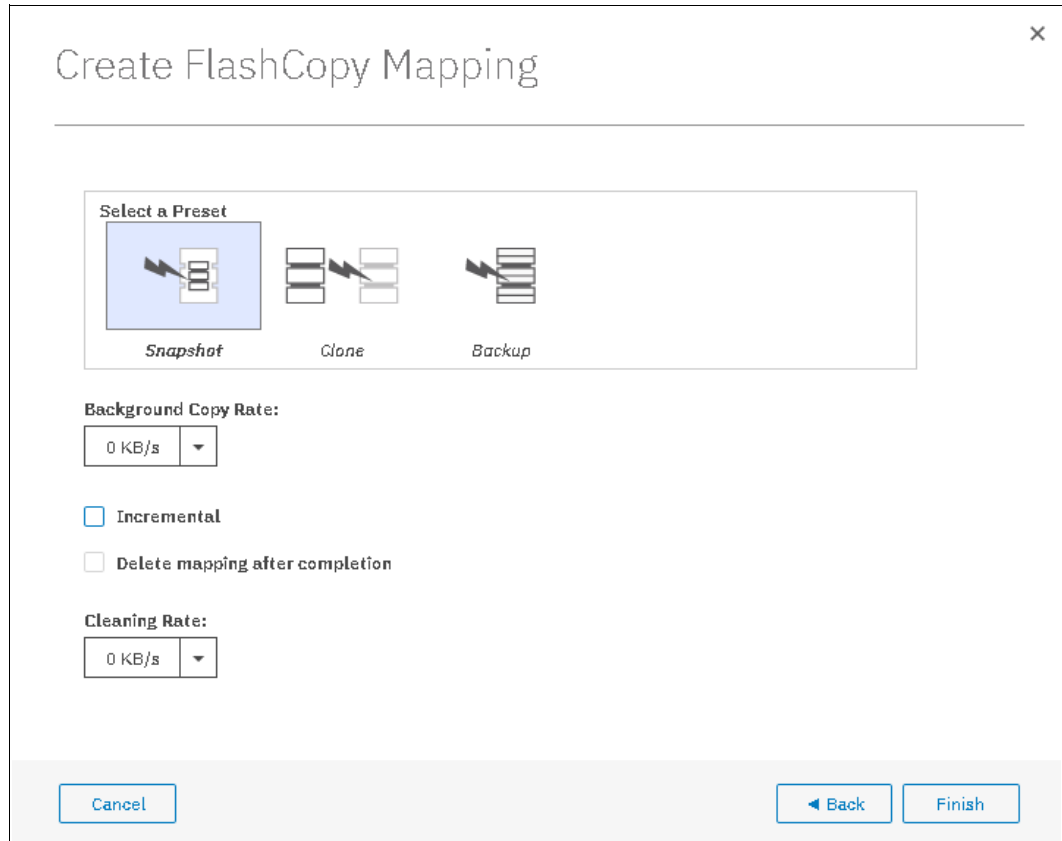 ×
Create FlashCopy Mapping
Select a Preset
Snapshot Clone Backup
Background Copy Rate:
0 KB/s
Incremental
Delete mapping after completion
Cleaning Rate:
0 KB/s
Cancel ◄ Back Finish